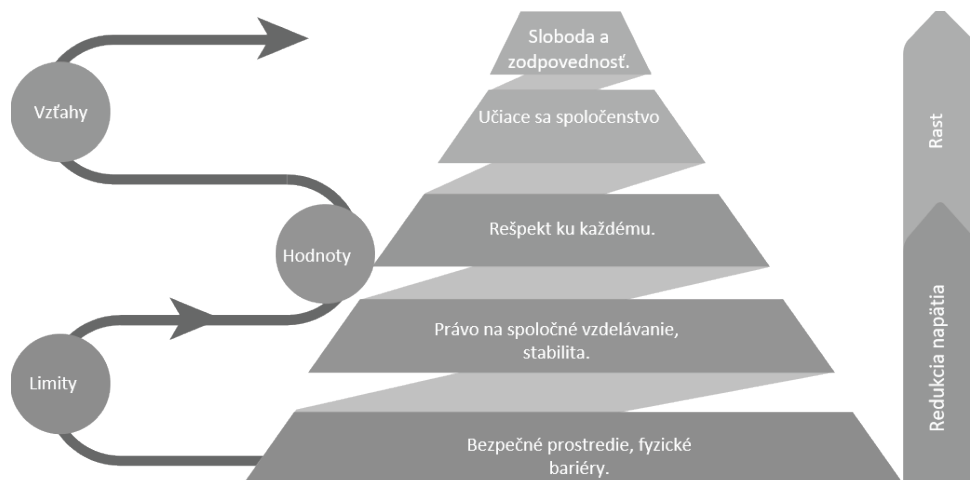 Sloboda a
zodpovednosť.
Vzťahy
Učiace sa spoločenstvo
Rast
Rešpekt ku každému.
Hodnoty
Právo na spoločné vzdelávanie,
stabilita.
Limity
Redukcia napätia
Bezpečné prostredie, fyzické
bariéry.